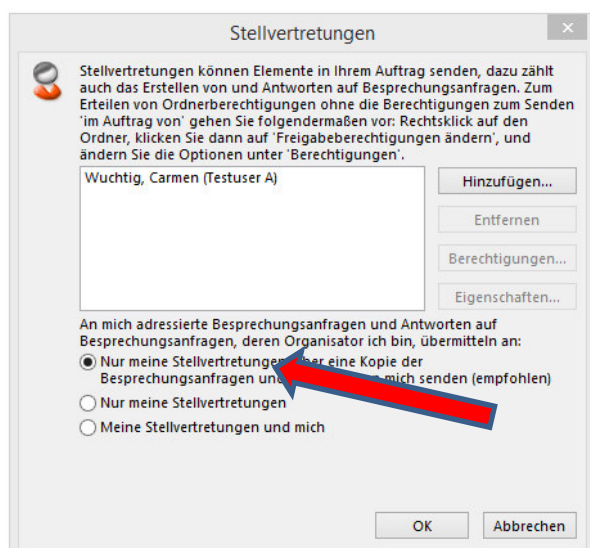 Stellvertretungen
Stellvertretungen können Elemente in Ihrem Auftrag senden, dazu zählt
auch das Erstellen von und Antworten auf Besprechungsanfragen. Zum
Erteilen von Ordnerberechtigungen ohne die Berechtigungen zum Senden
'im Auftrag von' gehen Sie folgendermaßen vor: Rechtsklick auf den
Ordner, klicken Sie dann auf 'Freigabeberechtigungen ändern', und
ändern Sie die Optionen unter 'Berechtigungen'.
Wuchtig, Carmen (Testuser A)
Hinzufügen...
Entfernen
Berechtigungen...
Eigenschaften...
An mich adressierte Besprechungsanfragen und Antworten auf
Besprechungsanfragen, deren Organisator ich bin, übermitteln an:
Nur meine Stellvertretungen, aber eine Kopie der
Besprechungsanfragen und mich senden (empfohlen)
Nur meine Stellvertretungen
Meine Stellvertretungen und mich
OK
Abbrechen